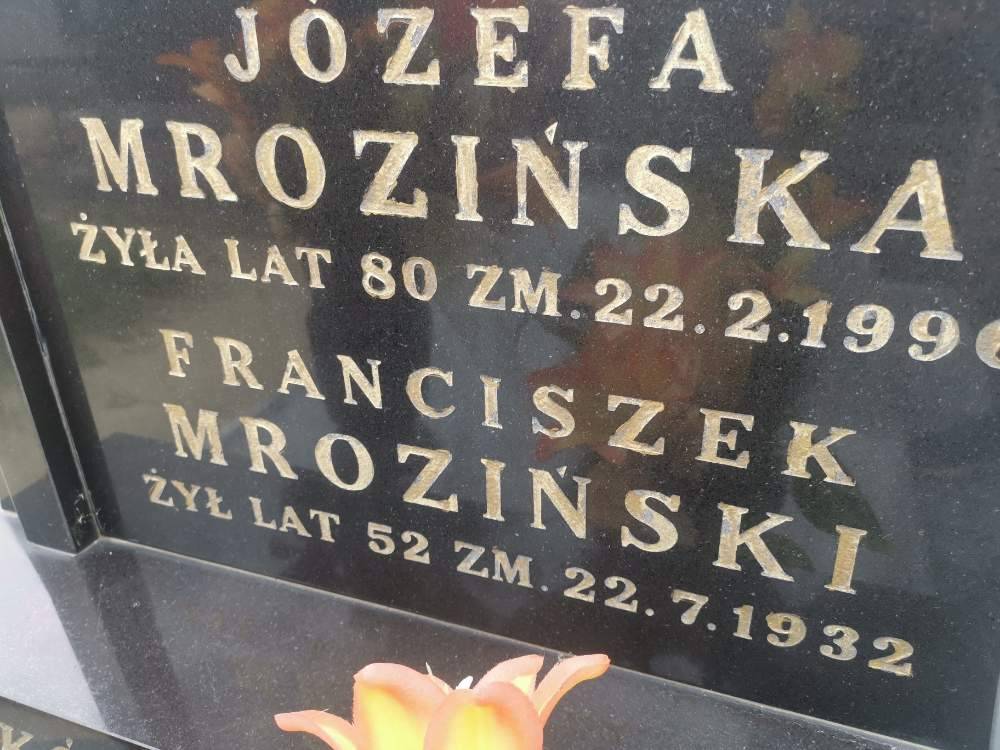 JÓZEFA
MROZIŃSKA
ŻYŁA LAT 80 ZM. 22.2.1996
FRANCISZEK
MROZIŃSKI
ŻYŁ LAT 52 ZM. 22.7.1932